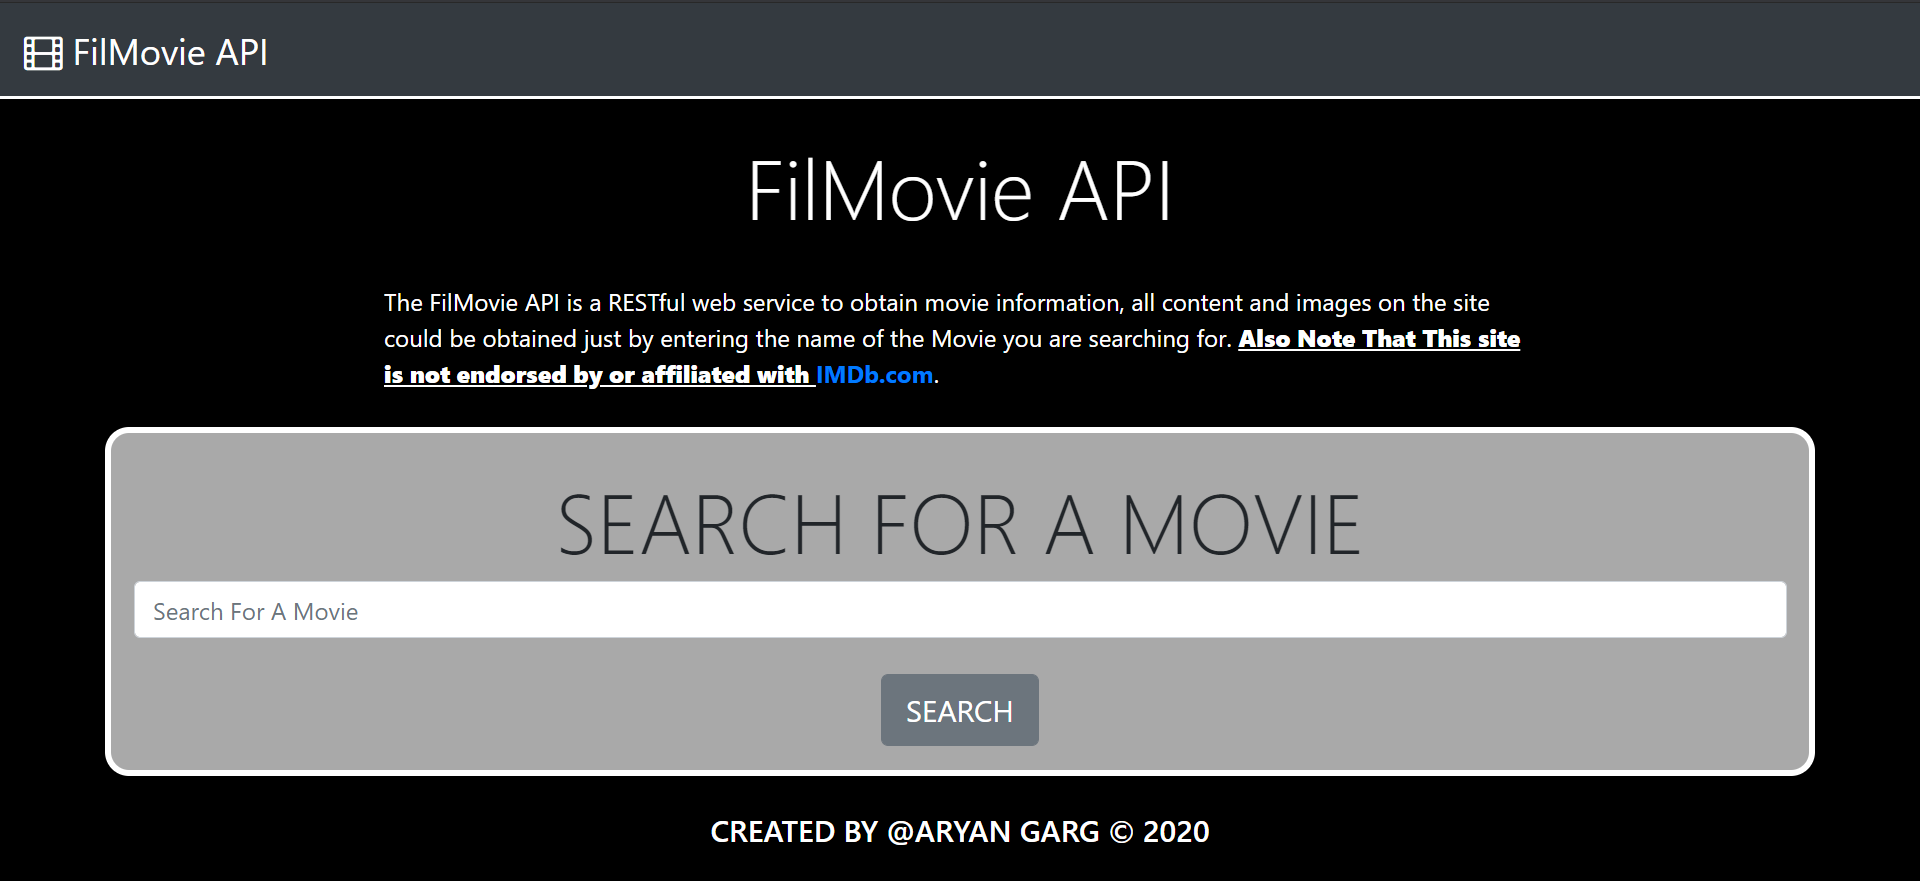 FilMovie API
FilMovie API
The FilMovie API is a RESTful web service to obtain movie information, all content and images on the site
could be obtained just by entering the name of the Movie you are searching for. Also Note That This site
is not endorsed by or affiliated with IMDb.com.
SEARCH FOR A MOVIE
Search For A Movie
SEARCH
CREATED BY @ARYAN GARG © 2020